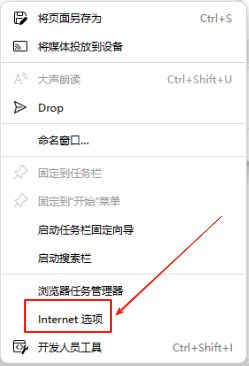 将页面另存为 Ctrl+S
将媒体投放到设备
大声朗读 Ctrl+Shift+U
Drop
命名窗口...
固定到任务栏
固定到“开始”菜单
启动任务栏固定向导
启动搜索栏
浏览器任务管理器
Internet 选项
开发人员工具 Ctrl+Shift+I